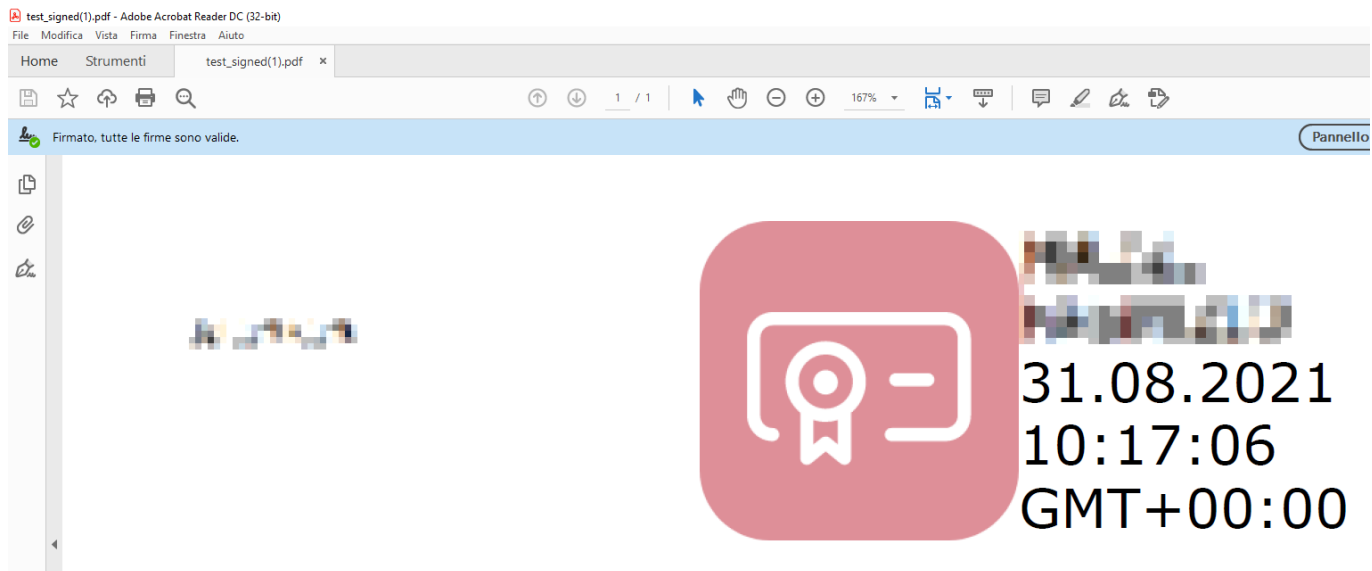 test_signed(1).pdf - Adobe Acrobat Reader DC (32-bit)
File Modifica Vista Firma Finestra Aiuto
Home Strumenti test_signed(1).pdf ×
1 / 1 167%
Firmato, tutte le firme sono valide. Pannello
31.08.2021
10:17:06
GMT+00:00